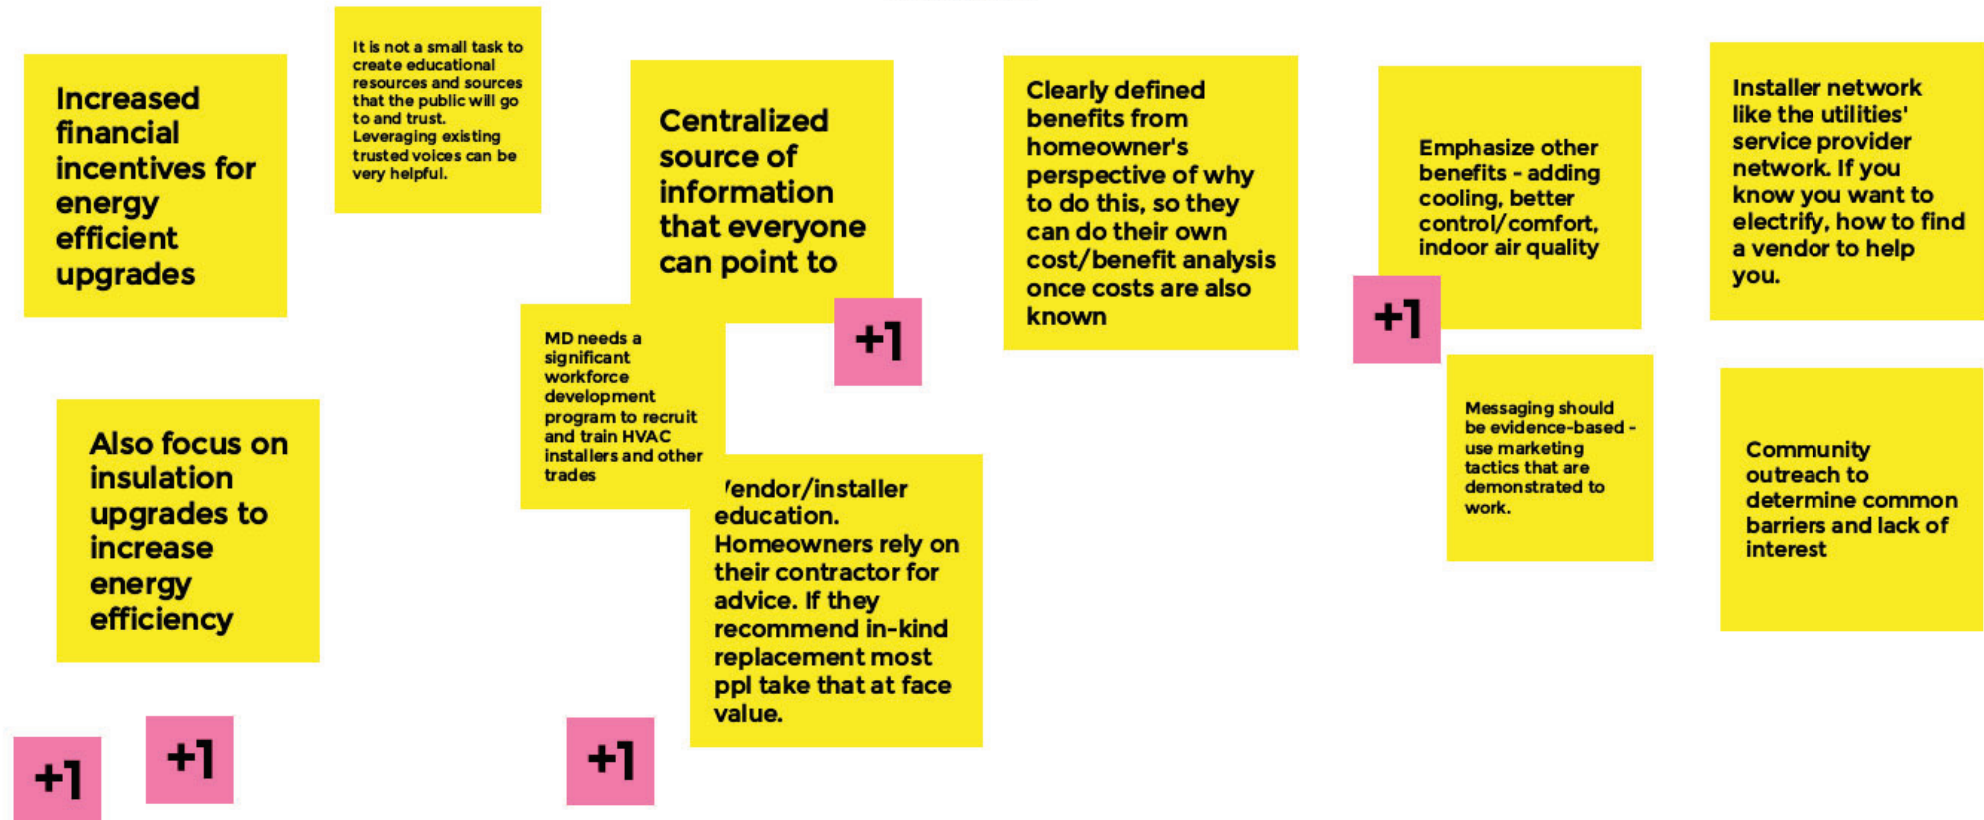 Increased
financial
incentives for
energy
efficient
upgrades
It is not a small task to
create educational
resources and sources
that the public will go
to and trust.
Leveraging existing
trusted voices can be
very helpful.
Centralized
source of
information
that everyone
can point to
+1
Clearly defined
benefits from
homeowner's
perspective of why
to do this, so they
can do their own
cost/benefit analysis
once costs are also
known
Emphasize other
benefits - adding
cooling, better
control/comfort,
indoor air quality
+1
Installer network
like the utilities'
service provider
network. If you
know you want to
electrify, how to find
a vendor to help
you.
Also focus on
insulation
upgrades to
increase
energy
efficiency
MD needs a
significant
workforce
development
program to recruit
and train HVAC
installers and other
trades
Vendor/installer
education.
Homeowners rely on
their contractor for
advice. If they
recommend in-kind
replacement most
ppl take that at face
value.
Messaging should
be evidence-based -
use marketing
tactics that are
demonstrated to
work.
Community
outreach to
determine common
barriers and lack of
interest
+1
+1
+1